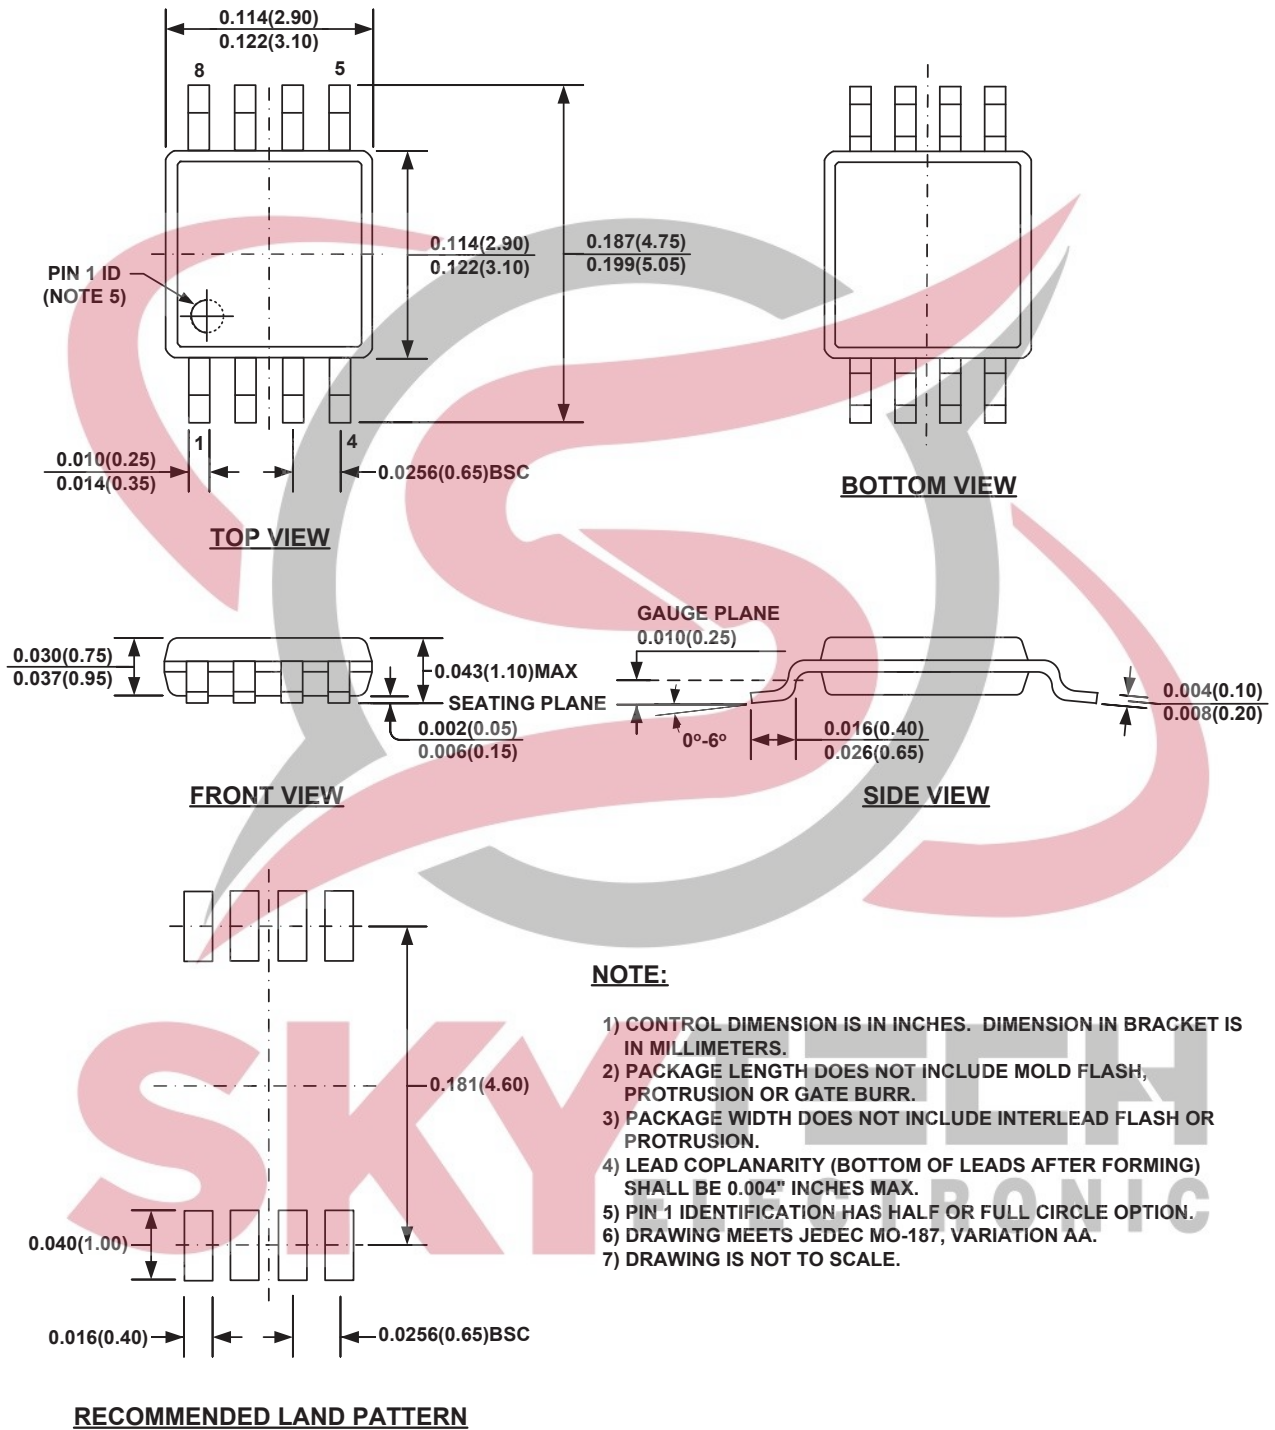 0.114(2.90)
0.122(3.10)
8
5
0.114(2.90)
0.122(3.10)
0.187(4.75)
0.199(5.05)
PIN 1 ID
(NOTE 5)
1
4
0.010(0.25)
0.014(0.35)
0.0256(0.65)BSC
TOP VIEW
BOTTOM VIEW
0.030(0.75)
0.037(0.95)
0.043(1.10)MAX
SEATING PLANE
0.002(0.05)
0.006(0.15)
FRONT VIEW
GAUGE PLANE
0.010(0.25)
0º-6º
0.016(0.40)
0.026(0.65)
0.004(0.10)
0.008(0.20)
SIDE VIEW
0.181(4.60)
0.040(1.00)
0.016(0.40)
0.0256(0.65)BSC
RECOMMENDED LAND PATTERN
NOTE:
1) CONTROL DIMENSION IS IN INCHES. DIMENSION IN BRACKET IS
IN MILLIMETERS.
2) PACKAGE LENGTH DOES NOT INCLUDE MOLD FLASH,
PROTRUSION OR GATE BURR.
3) PACKAGE WIDTH DOES NOT INCLUDE INTERLEAD FLASH OR
PROTRUSION.
4) LEAD COPLANARITY (BOTTOM OF LEADS AFTER FORMING)
SHALL BE 0.004" INCHES MAX.
5) PIN 1 IDENTIFICATION HAS HALF OR FULL CIRCLE OPTION.
6) DRAWING MEETS JEDEC MO-187, VARIATION AA.
7) DRAWING IS NOT TO SCALE.
SKYTECH
ELECTRONIC